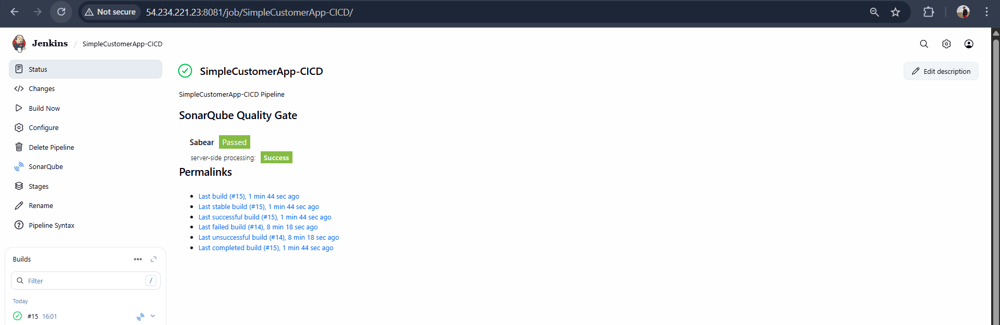 Not secure 54.234.221.23:8081/job/SimpleCustomerApp-CICD/
Jenkins / SimpleCustomerApp-CICD
Status
Changes
Build Now
Configure
Delete Pipeline
SonarQube
Stages
Rename
Pipeline Syntax
Builds
Filter /
Today
#15 16:01
SimpleCustomerApp-CICD
Edit description
SimpleCustomerApp-CICD Pipeline
SonarQube Quality Gate
Sabear Passed
server-side processing: Success
Permalinks
Last build (#15), 1 min 44 sec ago
Last stable build (#15), 1 min 44 sec ago
Last successful build (#15), 1 min 44 sec ago
Last failed build (#14), 8 min 18 sec ago
Last unsuccessful build (#14), 8 min 18 sec ago
Last completed build (#15), 1 min 44 sec ago